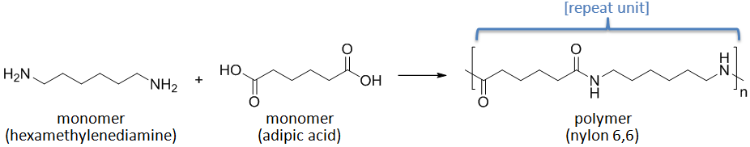 [repeat unit]
H₂N
NH₂
+
HO
O
O
OH
O
O
N
H
H
N
n
monomer
(hexamethylenediamine)
monomer
(adipic acid)
polymer
(nylon 6,6)